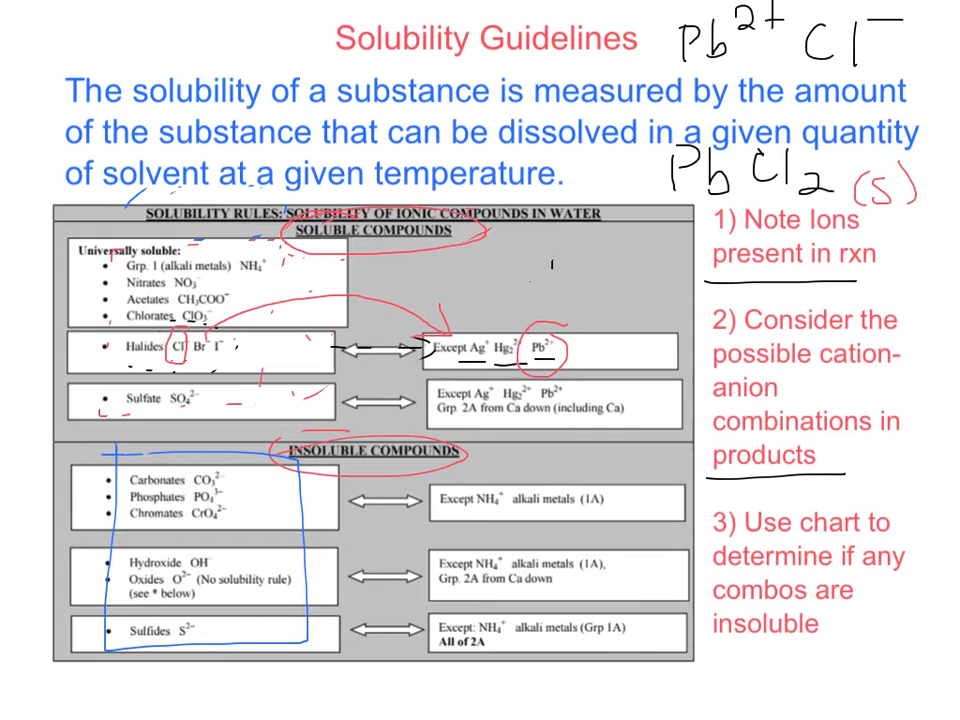 Solubility Guidelines
Pb²⁺ Cl⁻
The solubility of a substance is measured by the amount
of the substance that can be dissolved in a given quantity
of solvent at a given temperature.
PbCl₂ (s)
SOLUBILITY RULES: SOLUBILITY OF IONIC COMPOUNDS IN WATER
SOLUBLE COMPOUNDS
Universally soluble:
• Grp. 1 (alkali metals) NH₄⁺
• Nitrates NO₃⁻
• Acetates CH₃COO⁻
• Chlorates ClO₃⁻
• Halides Cl⁻ Br⁻ I⁻
Except Ag⁺ Hg₂²⁺ Pb²⁺
• Sulfate SO₄²⁻
Except Ag⁺ Hg₂²⁺ Pb²⁺
Grp. 2A from Ca down (including Ca)
INSOLUBLE COMPOUNDS
• Carbonates CO₃²⁻
• Phosphates PO₄³⁻
• Chromates CrO₄²⁻
Except NH₄⁺ alkali metals (1A)
• Hydroxide OH⁻
• Oxides O²⁻ (No solubility rule)
(see * below)
Except NH₄⁺ alkali metals (1A),
Grp. 2A from Ca down
• Sulfides S²⁻
Except: NH₄⁺ alkali metals (Grp 1A)
All of 2A
1) Note Ions
present in rxn
2) Consider the
possible cation-
anion
combinations in
products
3) Use chart to
determine if any
combos are
insoluble